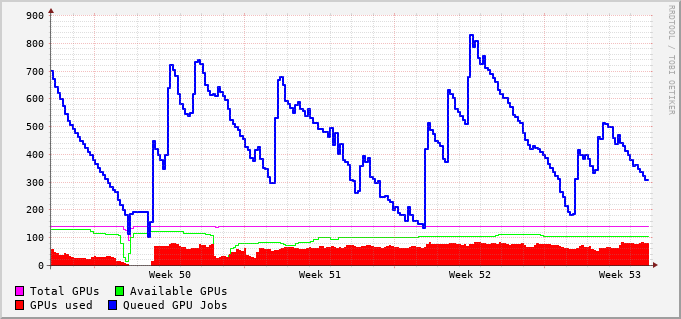 900
800
700
600
500
400
300
200
100
0
Week 50 Week 51 Week 52 Week 53
Total GPUs Available GPUs
GPUs used Queued GPU Jobs
RRDTOOL / TOBI OETIKER